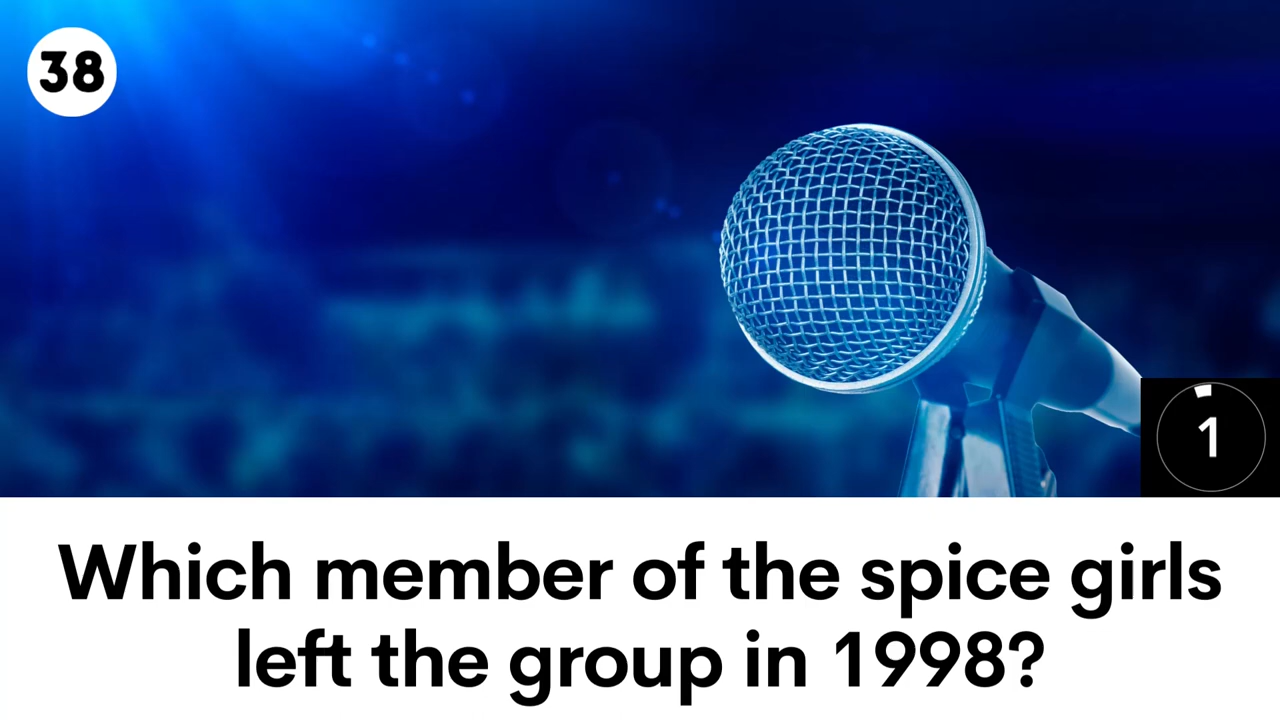 38
1
Which member of the spice girls
left the group in 1998?